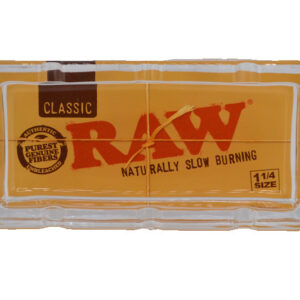 CLASSIC
AUTHENTIC
PUREST
GENUINE
FIBERS
UNBLEACHED
RAW
NATURALLY SLOW BURNING
1 1/4
SIZE